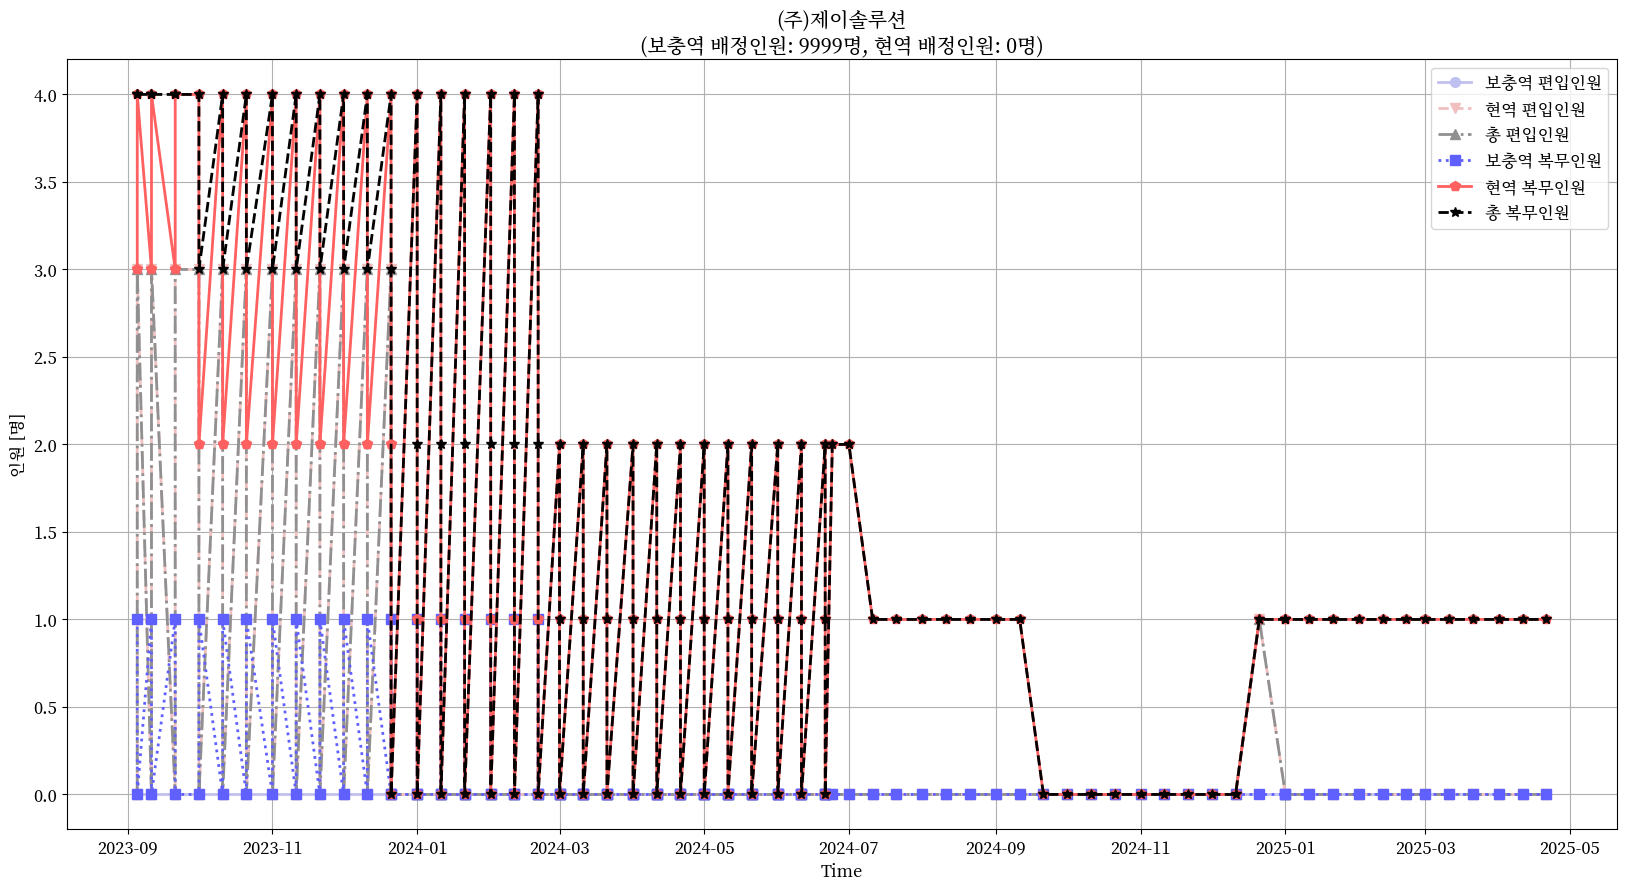 (주)제이솔루션
(보충역 배정인원: 9999명, 현역 배정인원: 0명)
보충역 편입인원
현역 편입인원
총 편입인원
보충역 복무인원
현역 복무인원
총 복무인원
인원 [명]
4.0
3.5
3.0
2.5
2.0
1.5
1.0
0.5
0.0
2023-09
2023-11
2024-01
2024-03
2024-05
2024-07
2024-09
2024-11
2025-01
2025-03
2025-05
Time